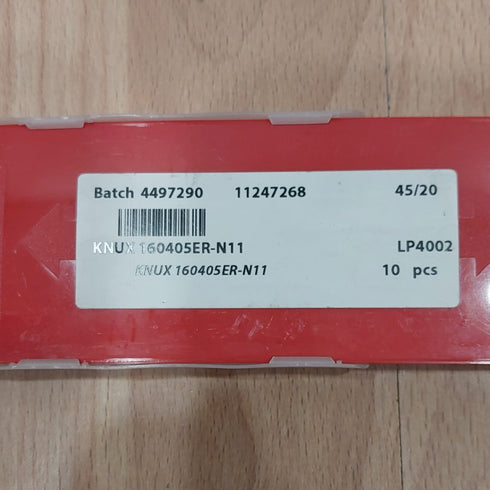 Batch 4497290 11247268 45/20
KNUX 160405ER-N11 LP4002
KNUX 160405ER-N11 10 pcs